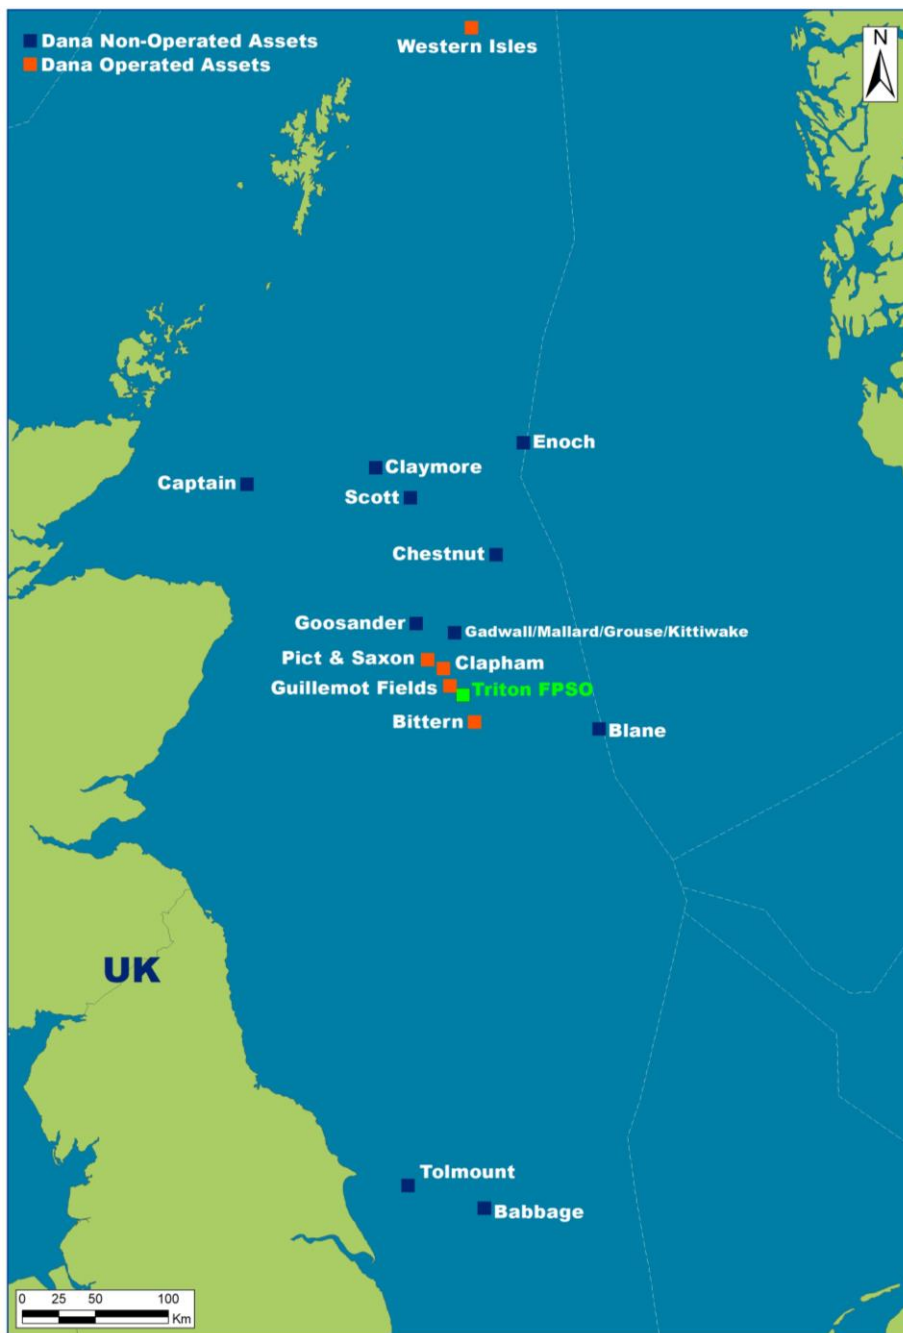 Dana Non-Operated Assets
Dana Operated Assets
Western Isles
N
Enoch
Claymore
Captain
Scott
Chestnut
Goosander
Gadwall/Mallard/Grouse/Kittiwake
Pict & Saxon
Clapham
Guillemot Fields
Triton FPSO
Bittern
Blane
UK
Tolmount
Babbage
0 25 50 100
Km